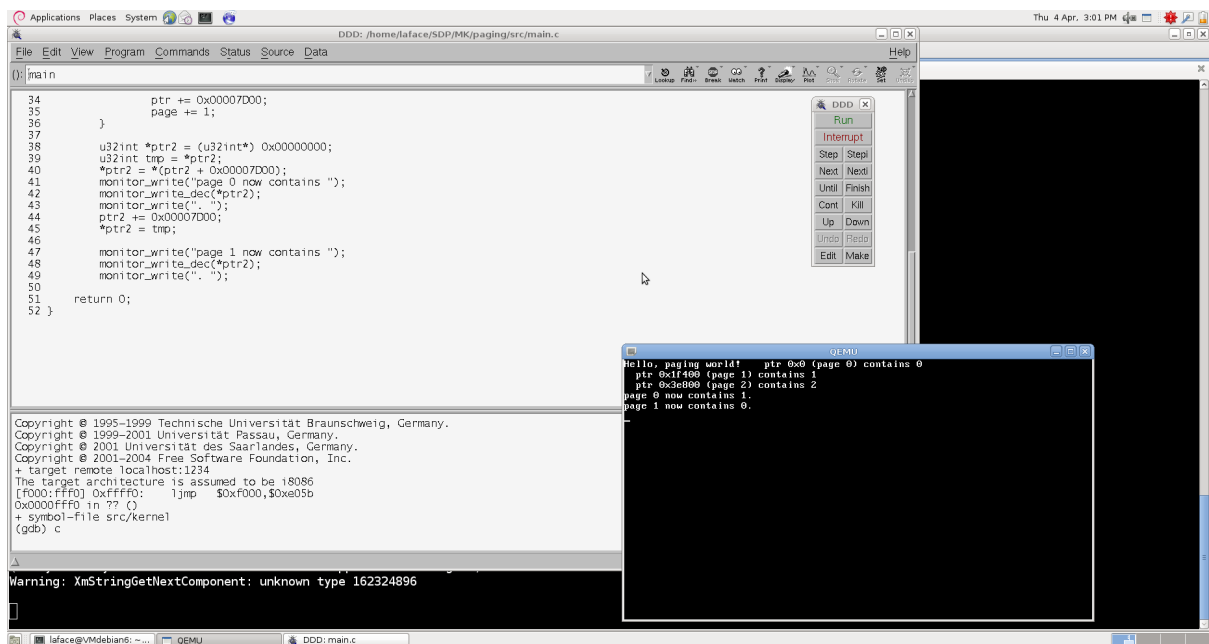 Applications Places System
Thu 4 Apr, 3:01 PM
DDD: /home/laface/SDP/MK/paging/src/main.c
File Edit View Program Commands Status Source Data Help
(): main
Lookup Find» Break Watch Print Display Plot Rotate Set
34 ptr += 0x00007D00;
35 page += 1;
36 }
37
38 u32int *ptr2 = (u32int*) 0x00000000;
39 u32int tmp = *ptr2;
40 *ptr2 = *(ptr2 + 0x00007D00);
41 monitor_write("page 0 now contains ");
42 monitor_write_dec(*ptr2);
43 monitor_write(". ");
44 ptr2 += 0x00007D00;
45 *ptr2 = tmp;
46
47 monitor_write("page 1 now contains ");
48 monitor_write_dec(*ptr2);
49 monitor_write(". ");
50
51 return 0;
52 }
DDD
Run
Interrupt
Step Stepi
Next Nexti
Until Finish
Cont Kill
Up Down
Undo Redo
Edit Make
Copyright © 1995-1999 Technische Universität Braunschweig, Germany.
Copyright © 1999-2001 Universität Passau, Germany.
Copyright © 2001 Universität des Saarlandes, Germany.
Copyright © 2001-2004 Free Software Foundation, Inc.
+ target remote localhost:1234
The target architecture is assumed to be i8086
[f000:fff0] 0xffff0: ljmp $0xf000,$0xe05b
0x0000fff0 in ?? ()
+ symbol-file src/kernel
(gdb) c
QEMU
Hello, paging world! ptr 0x0 (page 0) contains 0
ptr 0x1f400 (page 1) contains 1
ptr 0x3e800 (page 2) contains 2
page 0 now contains 1.
page 1 now contains 0.
Warning: XmStringGetNextComponent: unknown type 162324896
laface@VMdebian6: ~... QEMU DDD: main.c